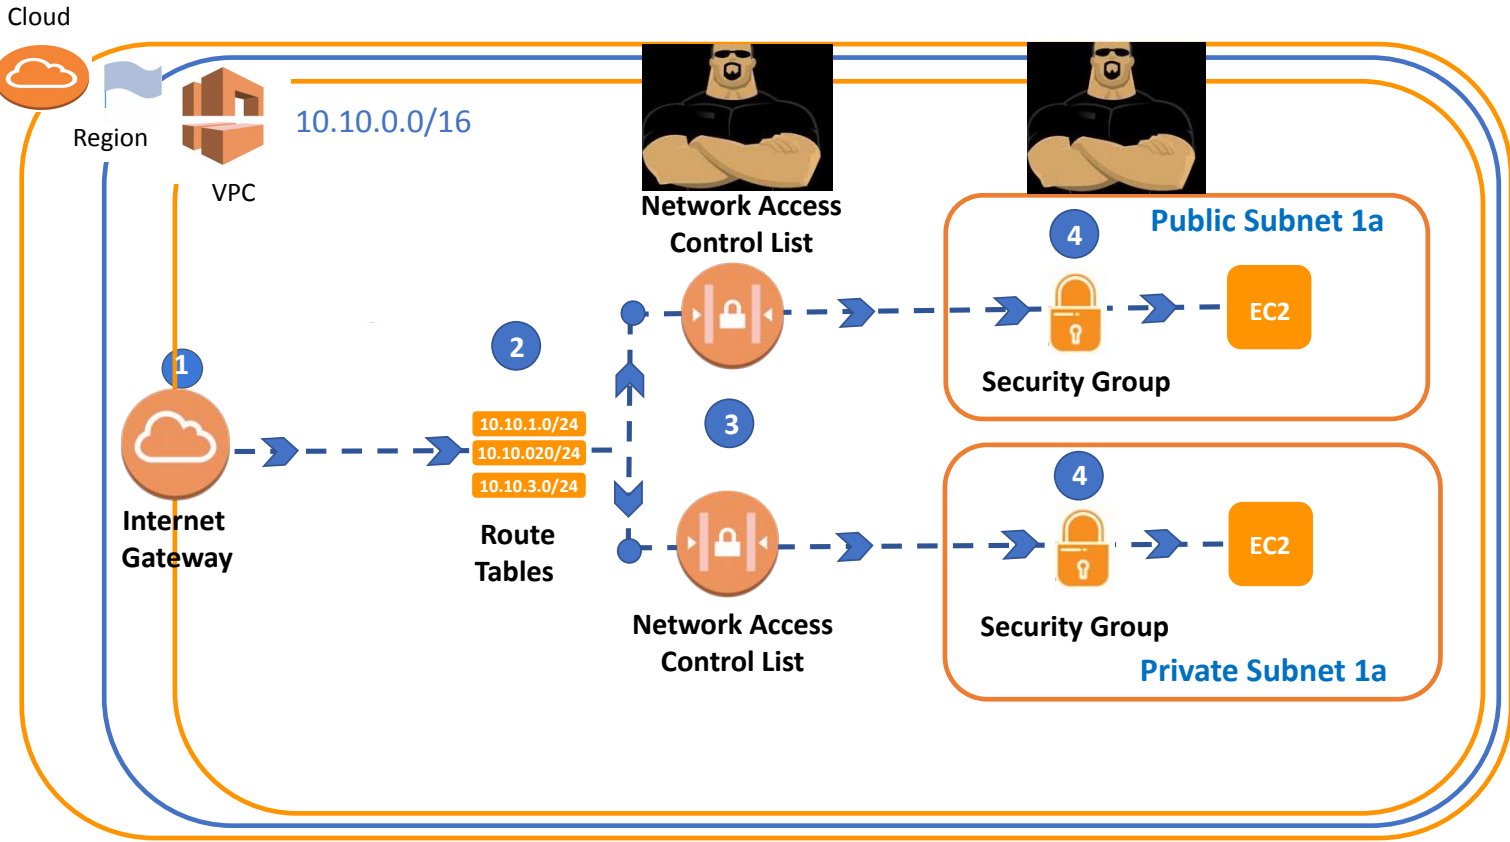 Cloud
Region
VPC
10.10.0.0/16
Network Access
Control List
4
Public Subnet 1a
EC2
Security Group
1
Internet
Gateway
2
10.10.1.0/24
10.10.020/24
10.10.3.0/24
Route
Tables
3
Network Access
Control List
4
EC2
Security Group
Private Subnet 1a